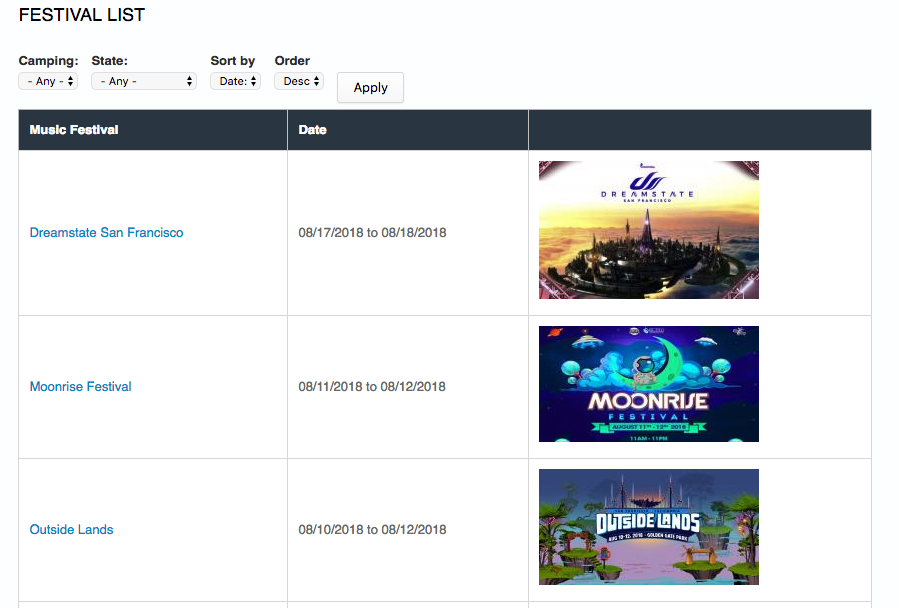 FESTIVAL LIST
Camping: State: Sort by Order
- Any - - Any - Date: Desc Apply
Music Festival Date
DREAMSTATE
SAN FRANCISCO
Dreamstate San Francisco 08/17/2018 to 08/18/2018
Moonrise Festival 08/11/2018 to 08/12/2018
MOONRISE
FESTIVAL
AUGUST 11TH - 12TH 2018
11AM - 11PM
SAN FRANCISCO · CALIFORNIA
OUTSIDE LANDS
AUG 10-12, 2018 · GOLDEN GATE PARK
Outside Lands 08/10/2018 to 08/12/2018